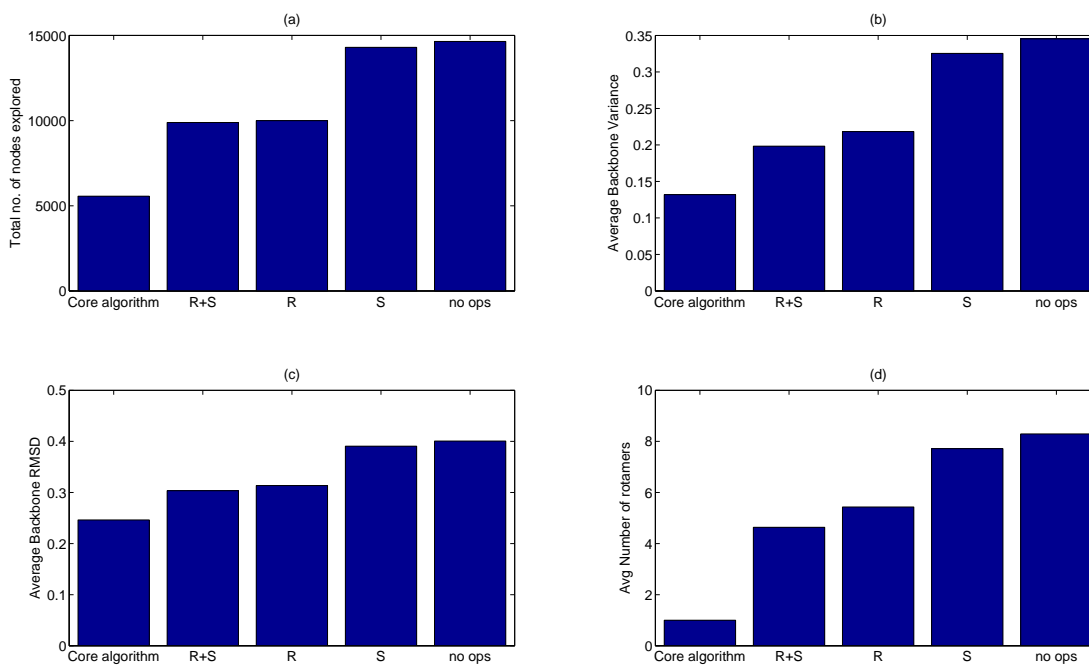 (a)
Total no. of nodes explored
15000
10000
5000
0
Core algorithm R+S R S no ops
(b)
Average Backbone Variance
0.35
0.3
0.25
0.2
0.15
0.1
0.05
0
Core algorithm R+S R S no ops
(c)
Average Backbone RMSD
0.5
0.4
0.3
0.2
0.1
0
Core algorithm R+S R S no ops
(d)
Avg Number of rotamers
10
8
6
4
2
0
Core algorithm R+S R S no ops